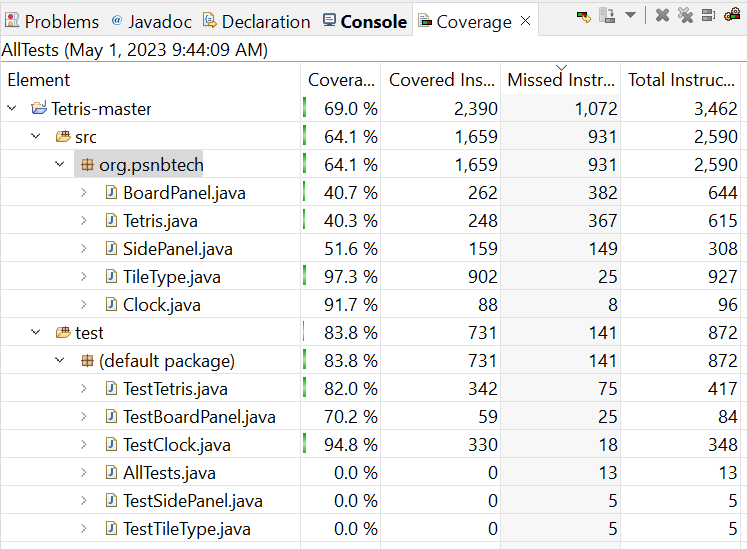 Problems @ Javadoc Declaration Console Coverage
AllTests (May 1, 2023 9:44:09 AM)
Element Covera... Covered Ins... Missed Instr... Total Instruc...
Tetris-master 69.0 % 2,390 1,072 3,462
src 64.1 % 1,659 931 2,590
org.psnbtech 64.1 % 1,659 931 2,590
BoardPanel.java 40.7 % 262 382 644
Tetris.java 40.3 % 248 367 615
SidePanel.java 51.6 % 159 149 308
TileType.java 97.3 % 902 25 927
Clock.java 91.7 % 88 8 96
test 83.8 % 731 141 872
(default package) 83.8 % 731 141 872
TestTetris.java 82.0 % 342 75 417
TestBoardPanel.java 70.2 % 59 25 84
TestClock.java 94.8 % 330 18 348
AllTests.java 0.0 % 0 13 13
TestSidePanel.java 0.0 % 0 5 5
TestTileType.java 0.0 % 0 5 5